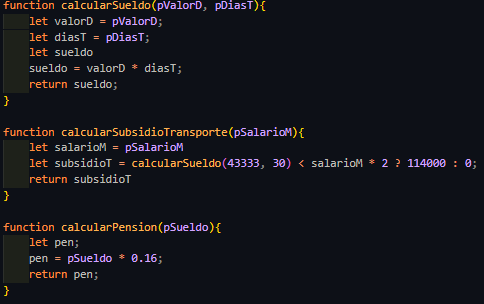 function calcularSueldo(pValorD, pDiasT){
    let valorD = pValorD;
    let diasT = pDiasT;
    let sueldo
    sueldo = valorD * diasT;
    return sueldo;
}

function calcularSubsidioTransporte(pSalarioM){
    let salarioM = pSalarioM
    let subsidioT = calcularSueldo(43333, 30) < salarioM * 2 ? 114000 : 0;
    return subsidioT
}

function calcularPension(pSueldo){
    let pen;
    pen = pSueldo * 0.16;
    return pen;
}